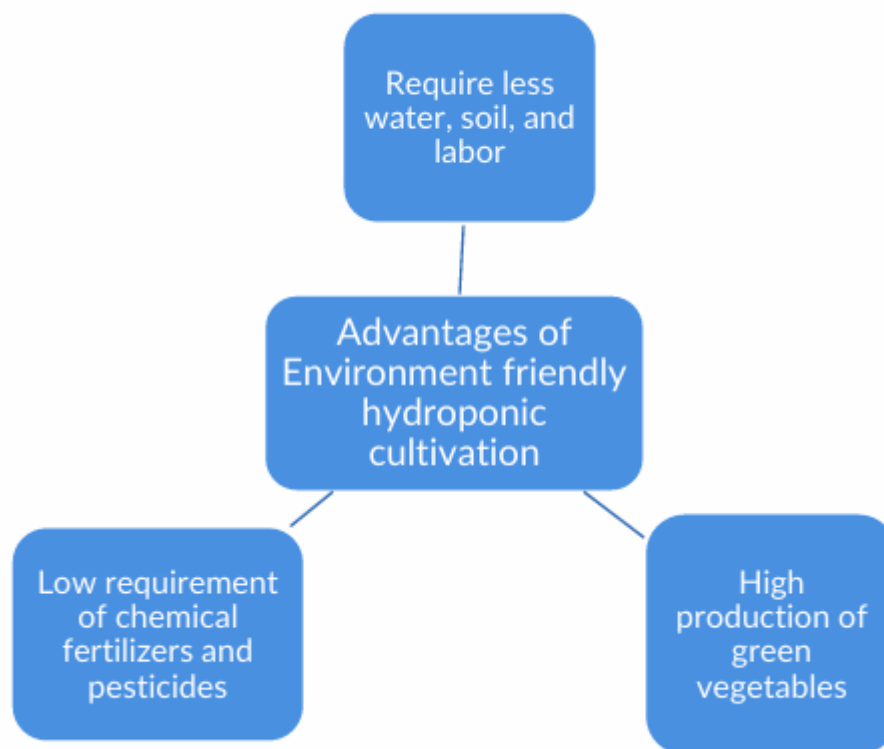 Require less
water, soil, and
labor
Advantages of
Environment friendly
hydroponic
cultivation
Low requirement
of chemical
fertilizers and
pesticides
High
production of
green
vegetables